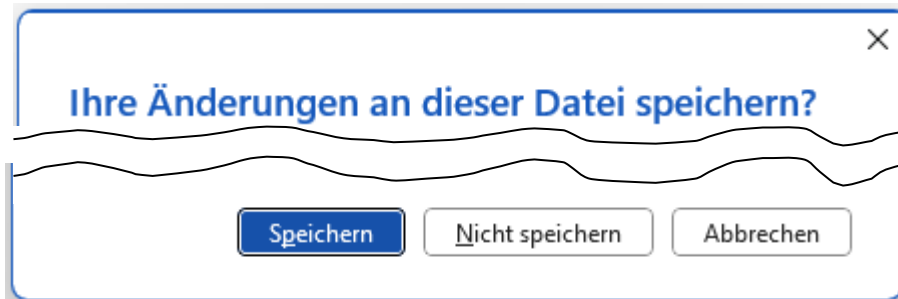 Ihre Änderungen an dieser Datei speichern?
Speichern Nicht speichern Abbrechen